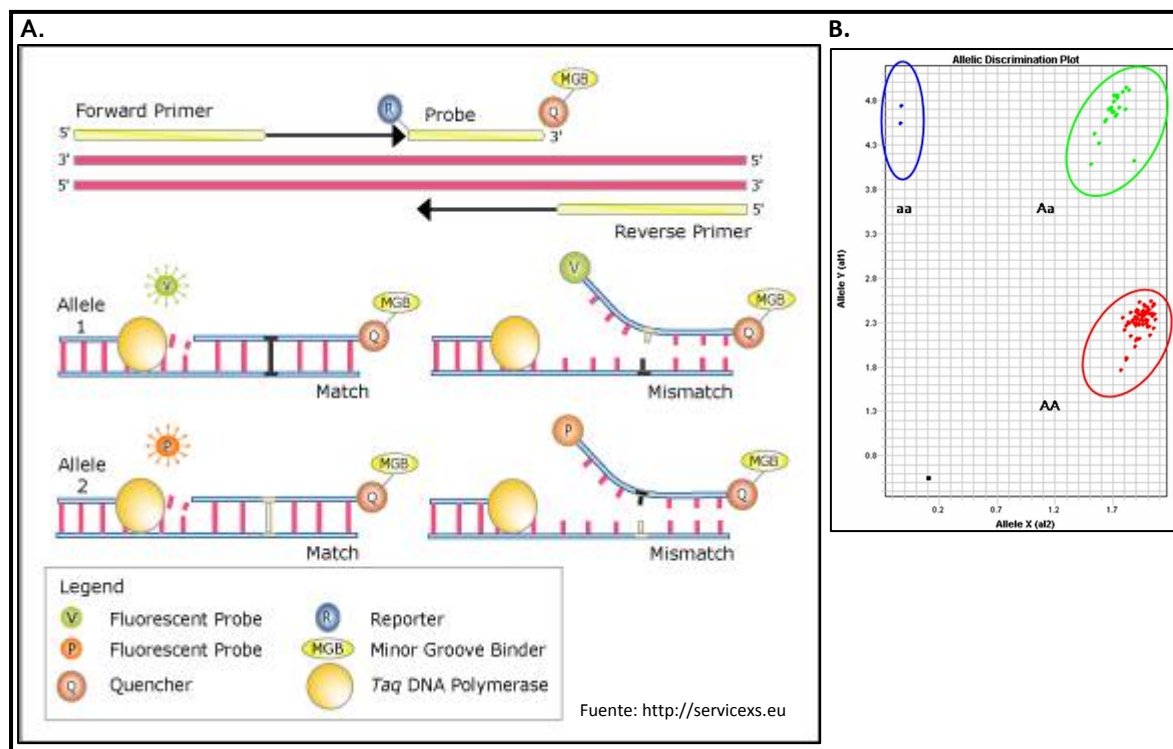 A.
MGB
R
Q
Forward Primer
Probe
5'
3'
3'
5'
5'
3'
5'
Reverse Primer
V
V
Allele
1
MGB
Q
Match
MGB
Q
Mismatch
P
P
Allele
2
MGB
Q
Match
MGB
Q
Mismatch
Legend
V Fluorescent Probe
R Reporter
P Fluorescent Probe
MGB Minor Groove Binder
Q Quencher
Taq DNA Polymerase
Fuente: http://servicexs.eu
B.
Allelic Discrimination Plot
Allele Y (al1)
4.8
4.3
3.8
3.3
2.8
2.3
1.8
1.3
0.8
aa
Aa
AA
0.2
0.7
1.2
1.7
Allele X (al2)